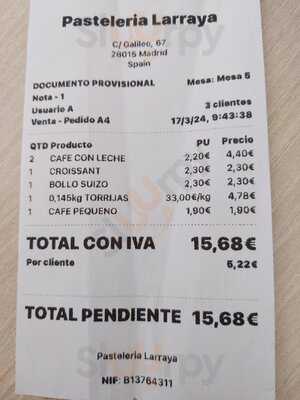 Pasteleria Larraya
C/ Galileo, 67
28015 Madrid
Spain
DOCUMENTO PROVISIONAL Mesa: Mesa 5
Nota - 1
Usuario A 3 clientes
Venta - Pedido A4 17/3/24, 9:43:38
QTD Producto PU Precio
2 CAFE CON LECHE 2,20€ 4,40€
1 CROISSANT 2,30€ 2,30€
1 BOLLO SUIZO 2,30€ 2,30€
1 0,145kg TORRIJAS 33,00€/kg 4,78€
1 CAFE PEQUENO 1,90€ 1,90€
TOTAL CON IVA 15,68€
Por cliente 5,22€
TOTAL PENDIENTE 15,68€
Pasteleria Larraya
NIF: B13764311